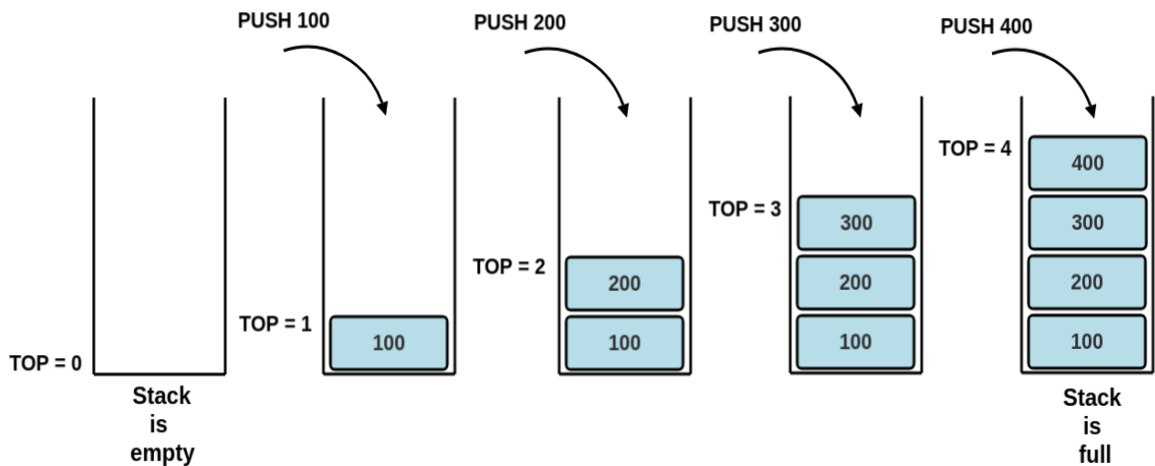 PUSH 100
PUSH 200
PUSH 300
PUSH 400
TOP = 0
Stack
is
empty
TOP = 1
100
TOP = 2
200
100
TOP = 3
300
200
100
TOP = 4
400
300
200
100
Stack
is
full